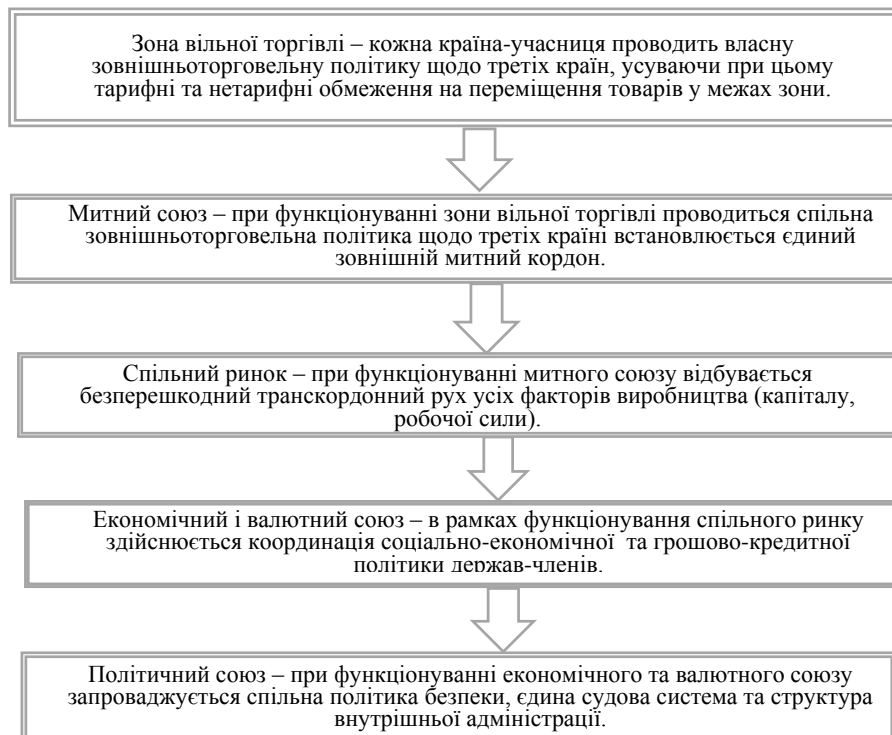 Зона вільної торгівлі – кожна країна-учасниця проводить власну
зовнішньоторговельну політику щодо третіх країн, усуваючи при цьому
тарифні та нетарифні обмеження на переміщення товарів у межах зони.
Митний союз – при функціонуванні зони вільної торгівлі проводиться спільна
зовнішньоторговельна політика щодо третіх країні встановлюється єдиний
зовнішній митний кордон.
Спільний ринок – при функціонуванні митного союзу відбувається
безперешкодний транскордонний рух усіх факторів виробництва (капіталу,
робочої сили).
Економічний і валютний союз – в рамках функціонування спільного ринку
здійснюється координація соціально-економічної та грошово-кредитної
політики держав-членів.
Політичний союз – при функціонуванні економічного та валютного союзу
запроваджується спільна політика безпеки, єдина судова система та структура
внутрішньої адміністрації.